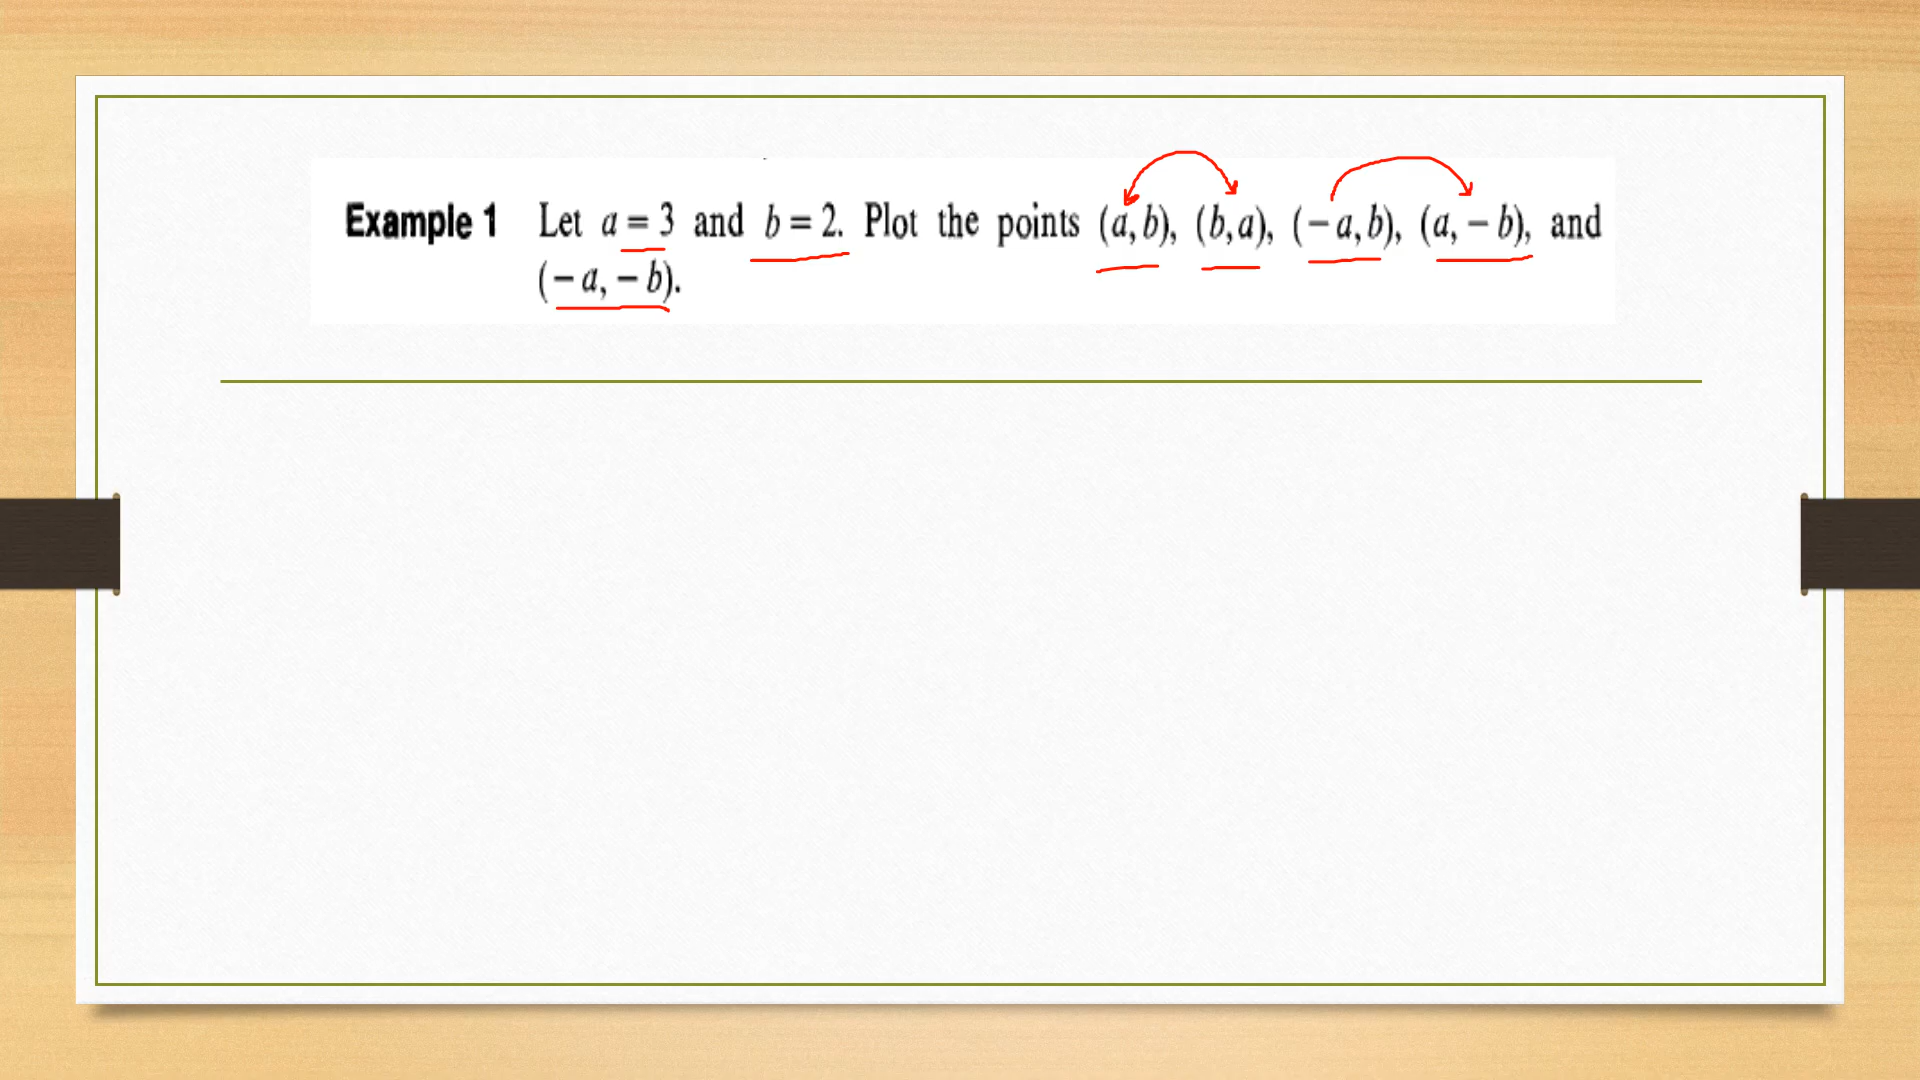 Example 1 Let a = 3 and b = 2. Plot the points (a, b), (b, a), (− a, b), (a, − b), and
(− a, − b).